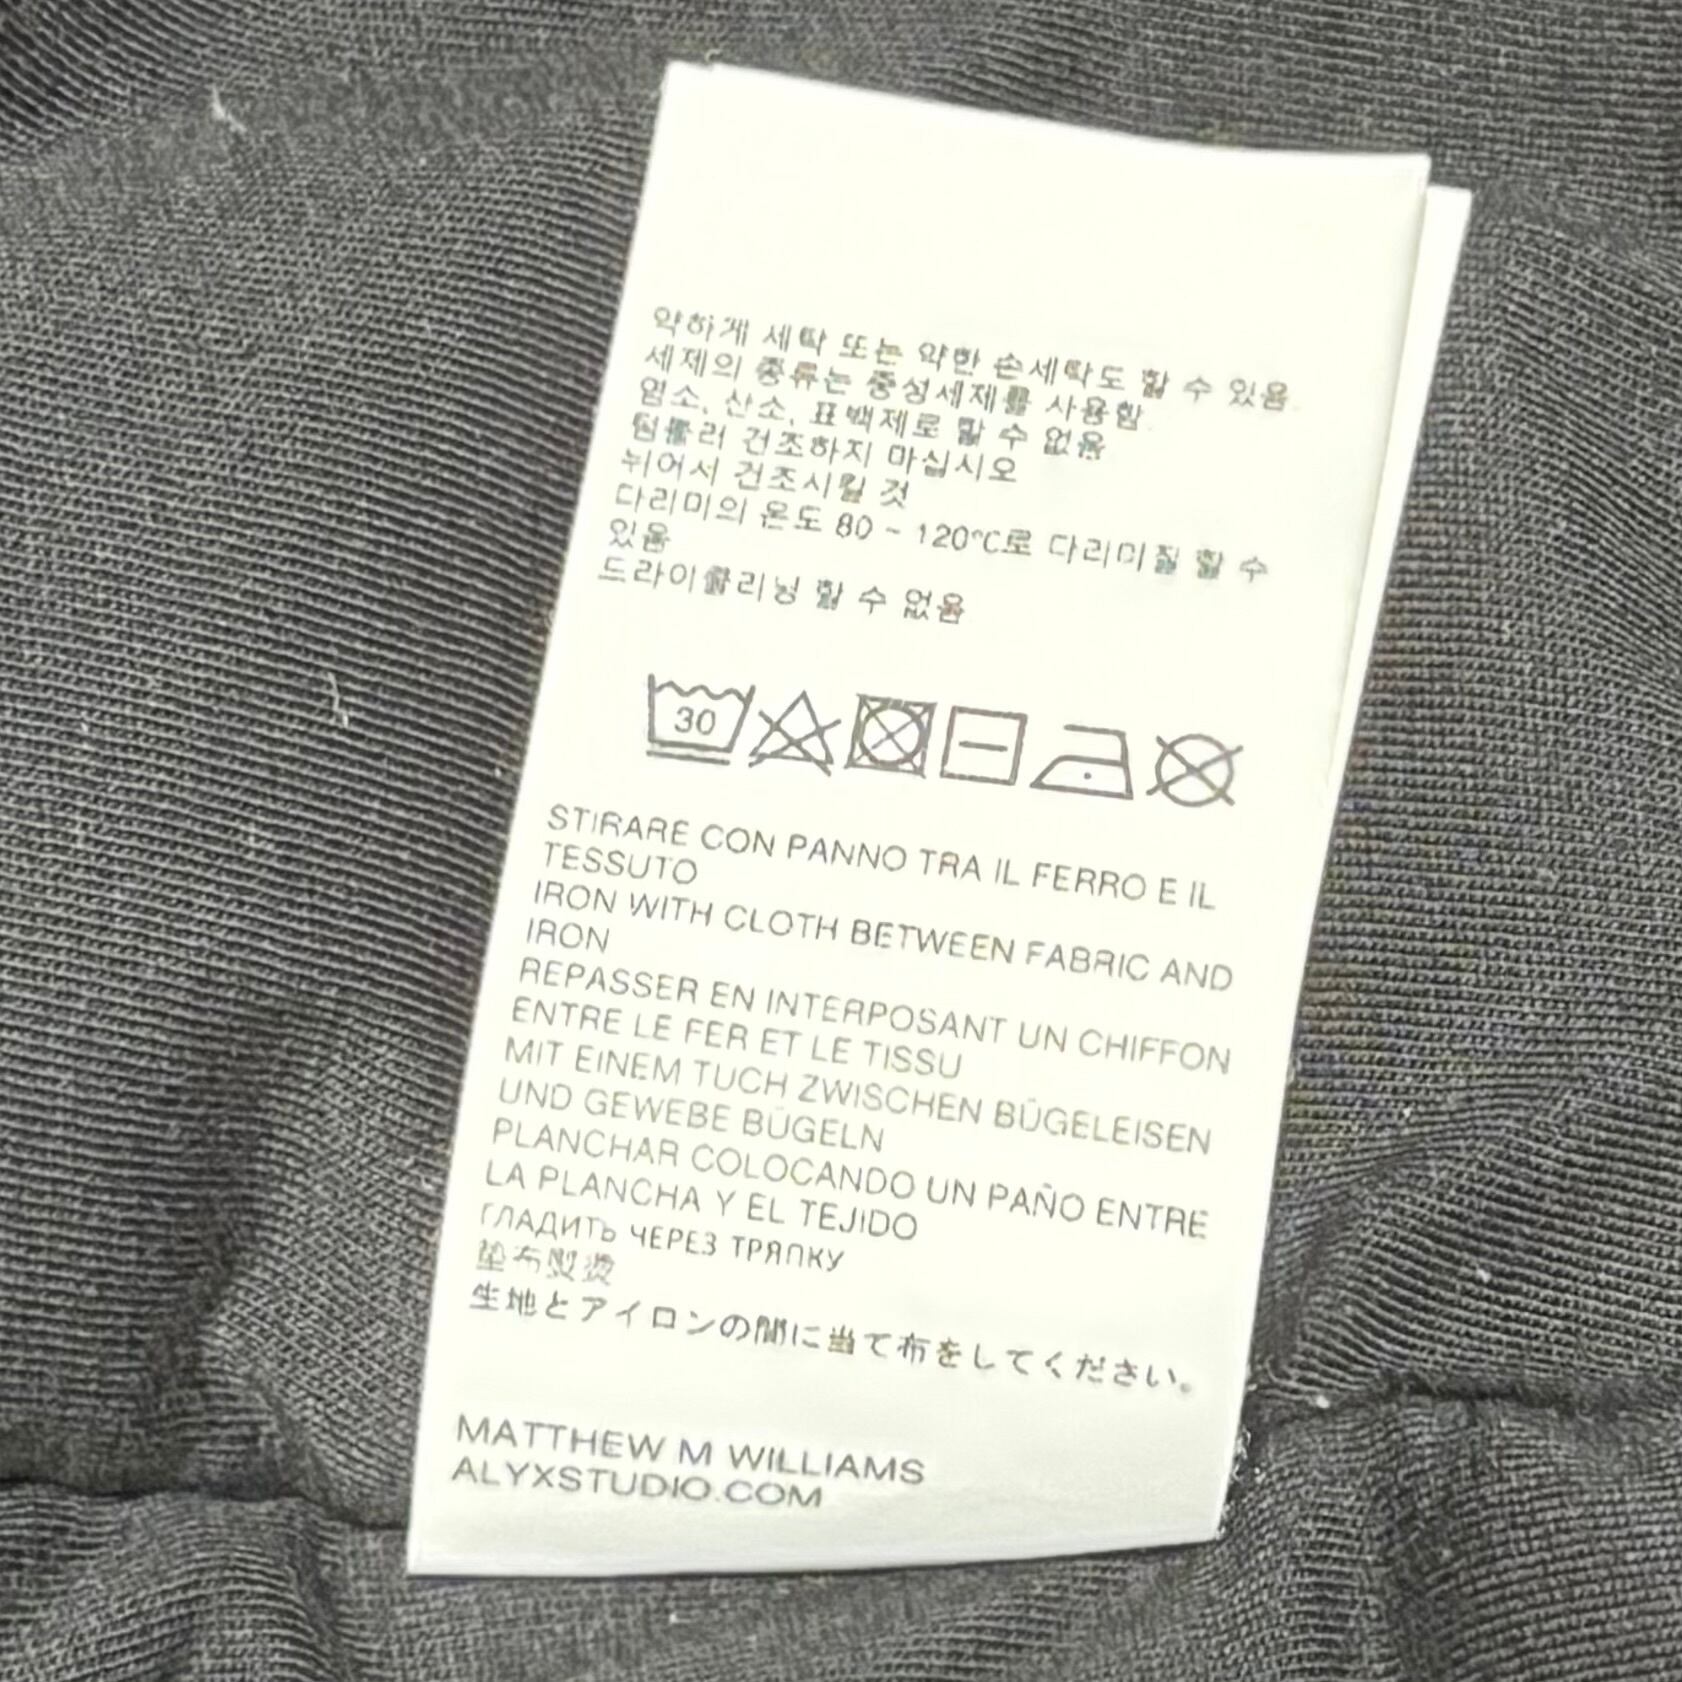 약하게 세탁 또는 약한 손세탁도 할 수 있음.
세제의 종류는 중성세제를 사용함
염소, 산소, 표백제로 할 수 없음
텀블러 건조하지 마십시오
뉘어서 건조시킬 것
다리미의 온도 80 ~ 120℃로 다리미질 할 수
있음
드라이클리닝 할 수 없음
30
STIRARE CON PANNO TRA IL FERRO E IL
TESSUTO
IRON WITH CLOTH BETWEEN FABRIC AND
IRON
REPASSER EN INTERPOSANT UN CHIFFON
ENTRE LE FER ET LE TISSU
MIT EINEM TUCH ZWISCHEN BÜGELEISEN
UND GEWEBE BÜGELN
PLANCHAR COLOCANDO UN PAÑO ENTRE
LA PLANCHA Y EL TEJIDO
ГЛАДИТЬ ЧЕРЕЗ ТРЯПКУ
垫布熨烫
生地とアイロンの間に当て布をしてください。
MATTHEW M WILLIAMS
ALYXSTUDIO.COM